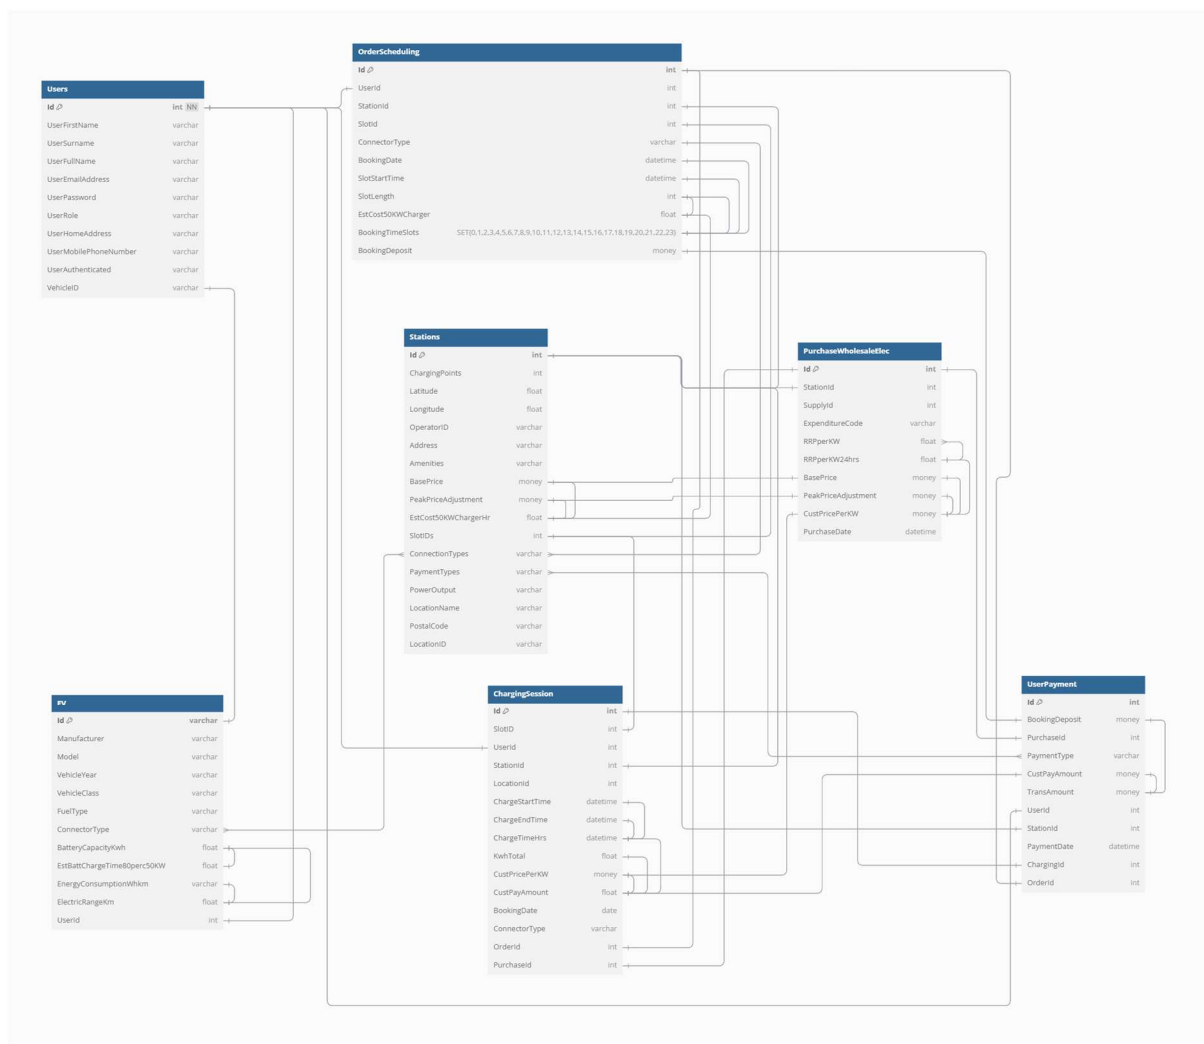 OrderScheduling
Id int
UserId int
StationId int
SlotId int
ConnectorType varchar
BookingDate datetime
SlotStartTime datetime
SlotLength int
EstCost50KWCharger float
BookingTimeSlots SET(0,1,2,3,4,5,6,7,8,9,10,11,12,13,14,15,16,17,18,19,20,21,22,23)
BookingDeposit money
Users
Id int NN
UserFirstName varchar
UserSurname varchar
UserFullName varchar
UserEmailAddress varchar
UserPassword varchar
UserRole varchar
UserHomeAddress varchar
UserMobilePhoneNumber varchar
UserAuthenticated varchar
VehicleID varchar
Stations
Id int
ChargingPoints int
Latitude float
Longitude float
OperatorID varchar
Address varchar
Amenities varchar
BasePrice money
PeakPriceAdjustment money
EstCost50KWChargerHr float
SlotIDs int
ConnectionTypes varchar
PaymentTypes varchar
PowerOutput varchar
LocationName varchar
PostalCode varchar
LocationID varchar
PurchaseWholesaleElec
Id int
StationId int
SupplyId int
ExpenditureCode varchar
RRPperKW float
RRPperKW24hrs float
BasePrice money
PeakPriceAdjustment money
CustPricePerKW money
PurchaseDate datetime
EV
Id varchar
Manufacturer varchar
Model varchar
VehicleYear varchar
VehicleClass varchar
FuelType varchar
ConnectorType varchar
BatteryCapacityKwh float
EstBattChargeTime80perc50KW float
EnergyConsumptionWhkm varchar
ElectricRangeKm float
UserId int
ChargingSession
Id int
SlotID int
UserId int
StationId int
LocationId int
ChargeStartTime datetime
ChargeEndTime datetime
ChargeTimeHrs datetime
KwhTotal float
CustPricePerKW money
CustPayAmount float
BookingDate date
ConnectorType varchar
OrderId int
PurchaseId int
UserPayment
Id int
BookingDeposit money
PurchaseId int
PaymentType varchar
CustPayAmount money
TransAmount money
UserId int
StationId int
PaymentDate datetime
ChargingId int
OrderId int